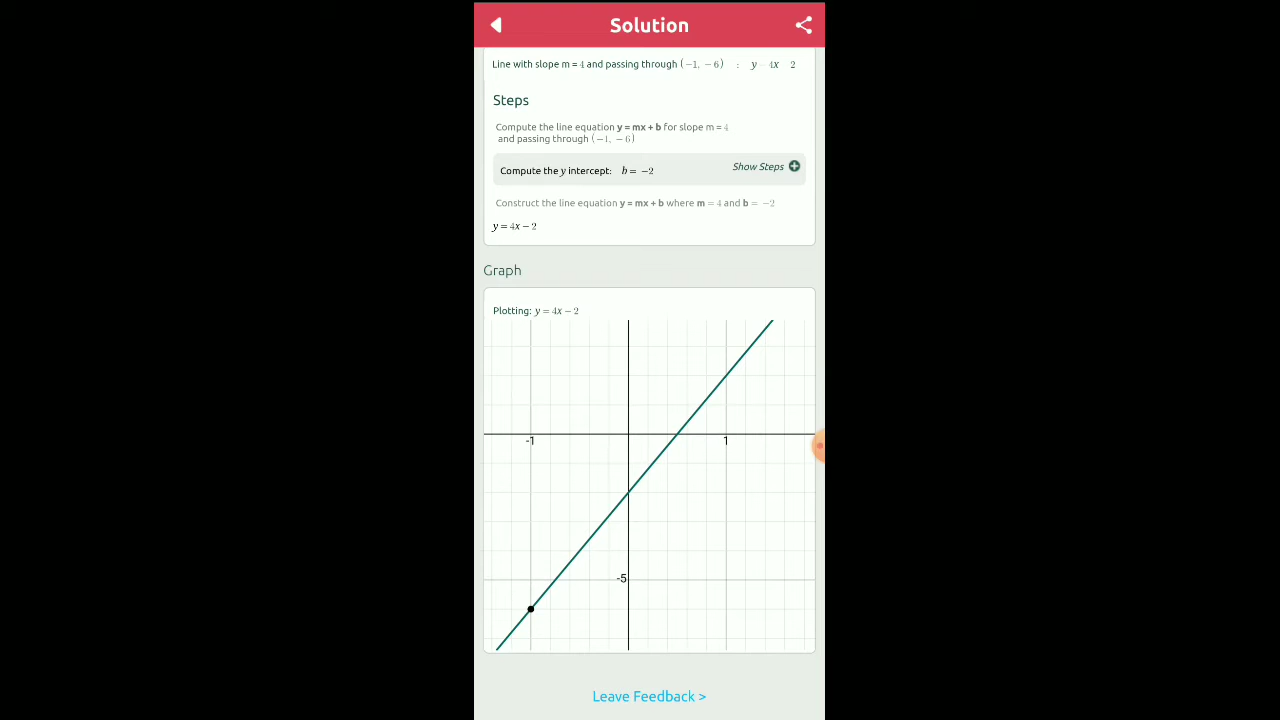 Solution
Line with slope m = 4 and passing through (−1, −6) : y 4x 2
Steps
Compute the line equation y = mx + b for slope m = 4
and passing through (−1, −6)
Compute the y intercept: b = −2 Show Steps
Construct the line equation y = mx + b where m = 4 and b = −2
y = 4x − 2
Graph
Plotting: y = 4x − 2
-1 1
-5
Leave Feedback >